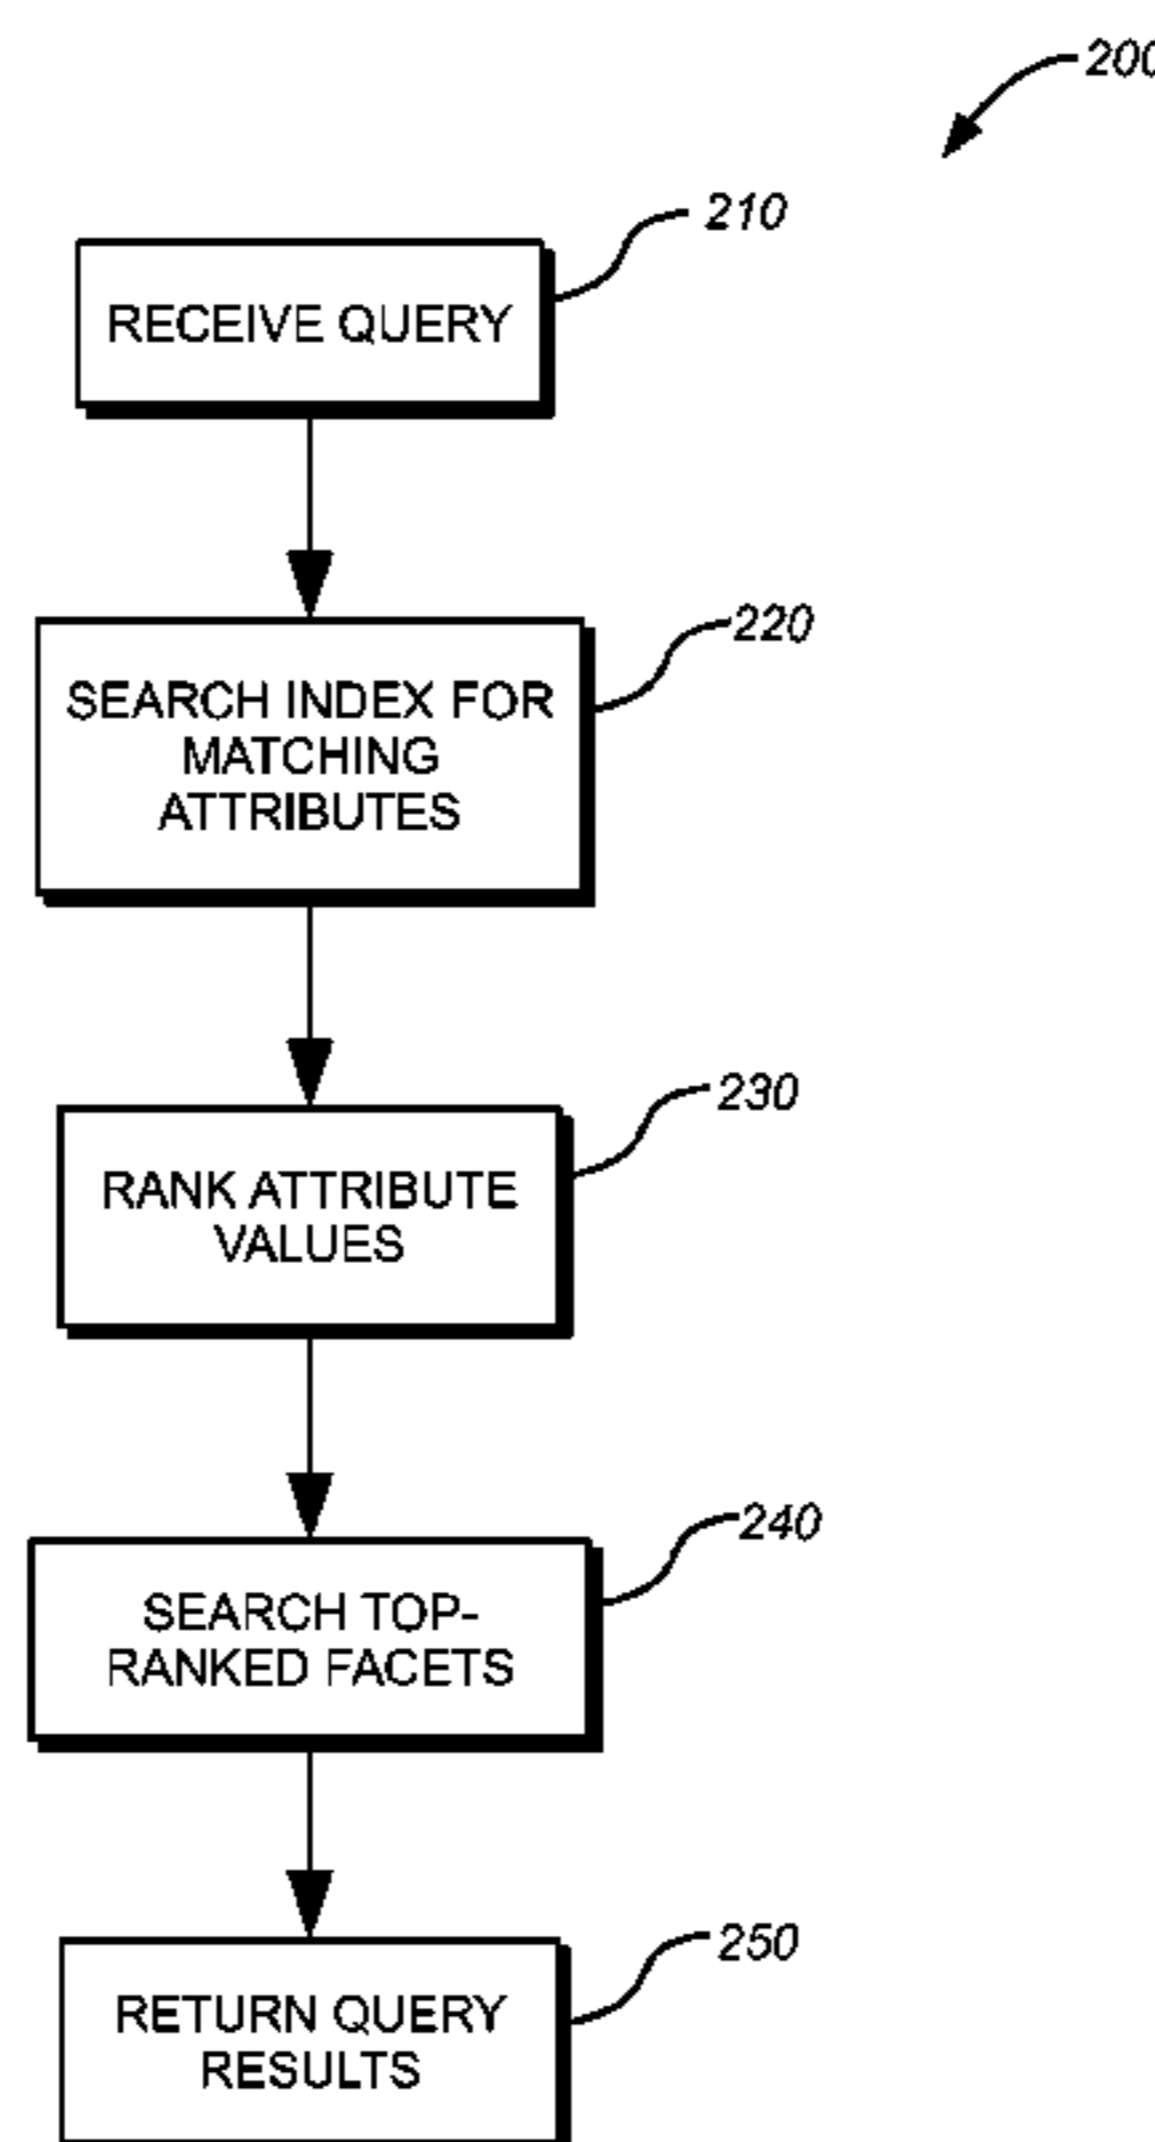 200
210
RECEIVE QUERY
220
SEARCH INDEX FOR
MATCHING
ATTRIBUTES
230
RANK ATTRIBUTE
VALUES
240
SEARCH TOP-
RANKED FACETS
250
RETURN QUERY
RESULTS